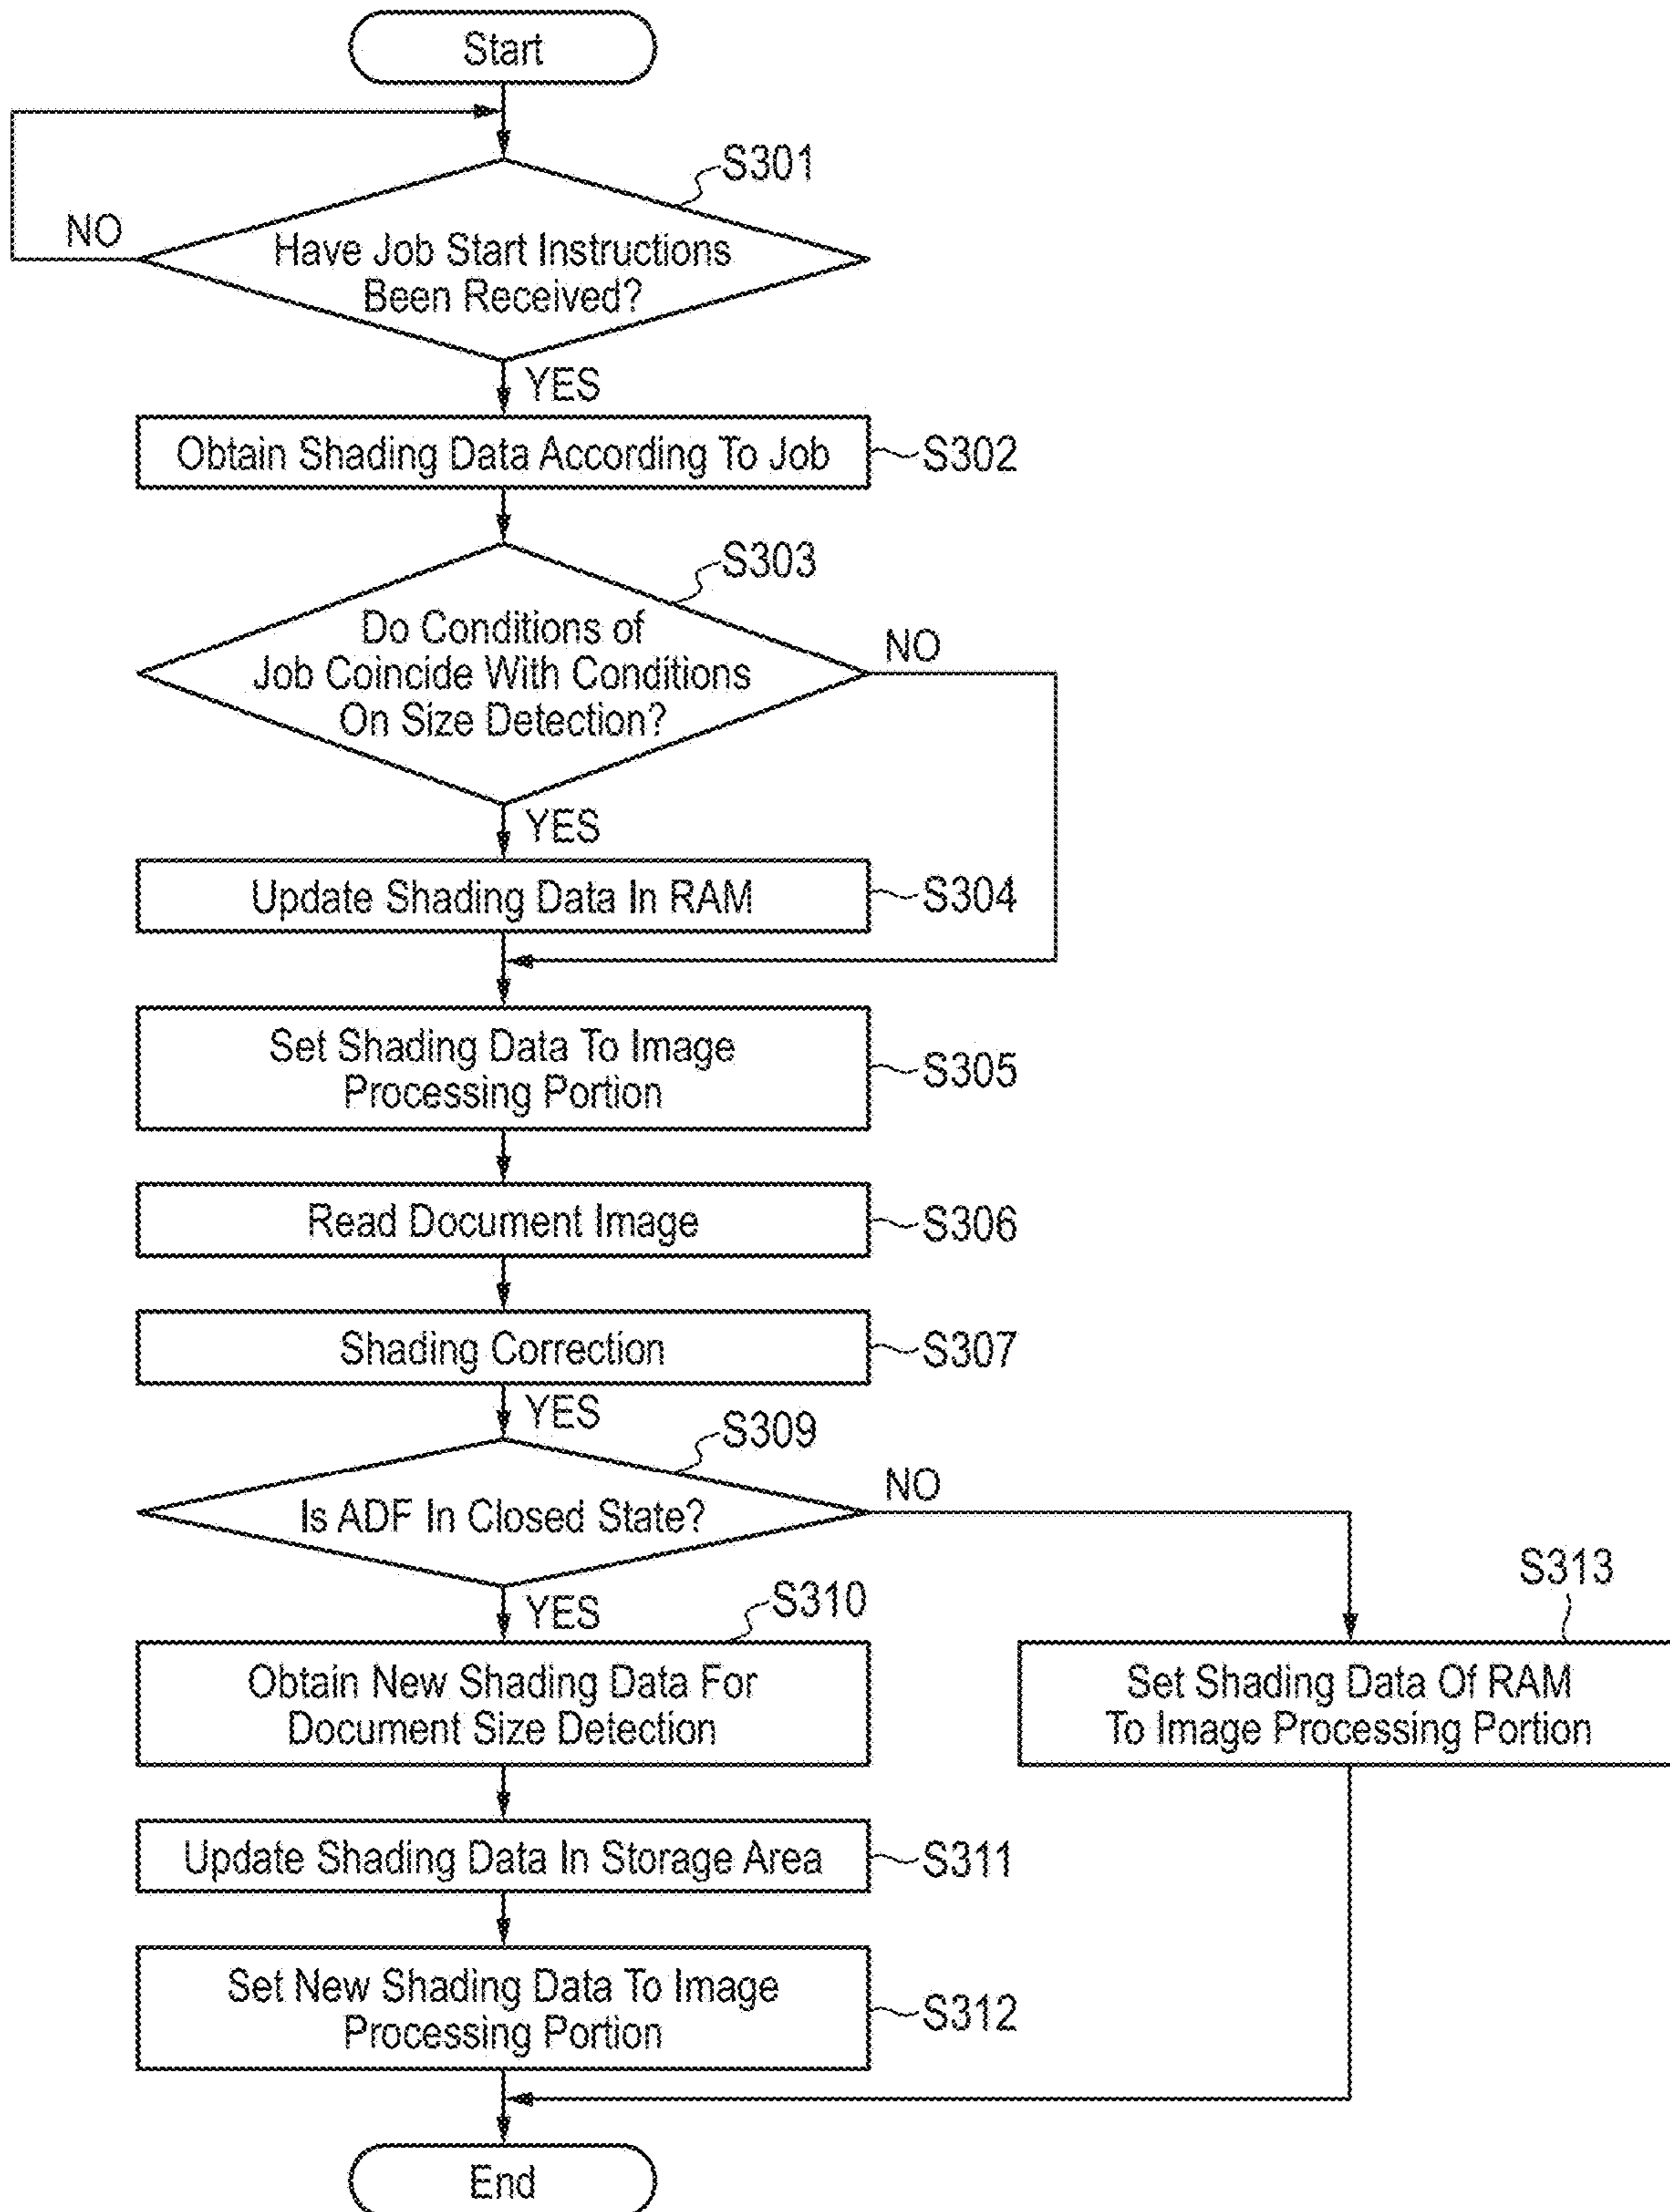 Start
S301
NO
Have Job Start Instructions
Been Received?
YES
Obtain Shading Data According To Job
S302
S303
Do Conditions of
Job Coincide With Conditions
On Size Detection?
NO
YES
Update Shading Data In RAM
S304
Set Shading Data To Image
Processing Portion
S305
Read Document Image
S306
Shading Correction
S307
YES
S309
Is ADF In Closed State?
NO
YES
S310
Obtain New Shading Data For
Document Size Detection
S313
Set Shading Data Of RAM
To Image Processing Portion
Update Shading Data In Storage Area
S311
Set New Shading Data To Image
Processing Portion
S312
End